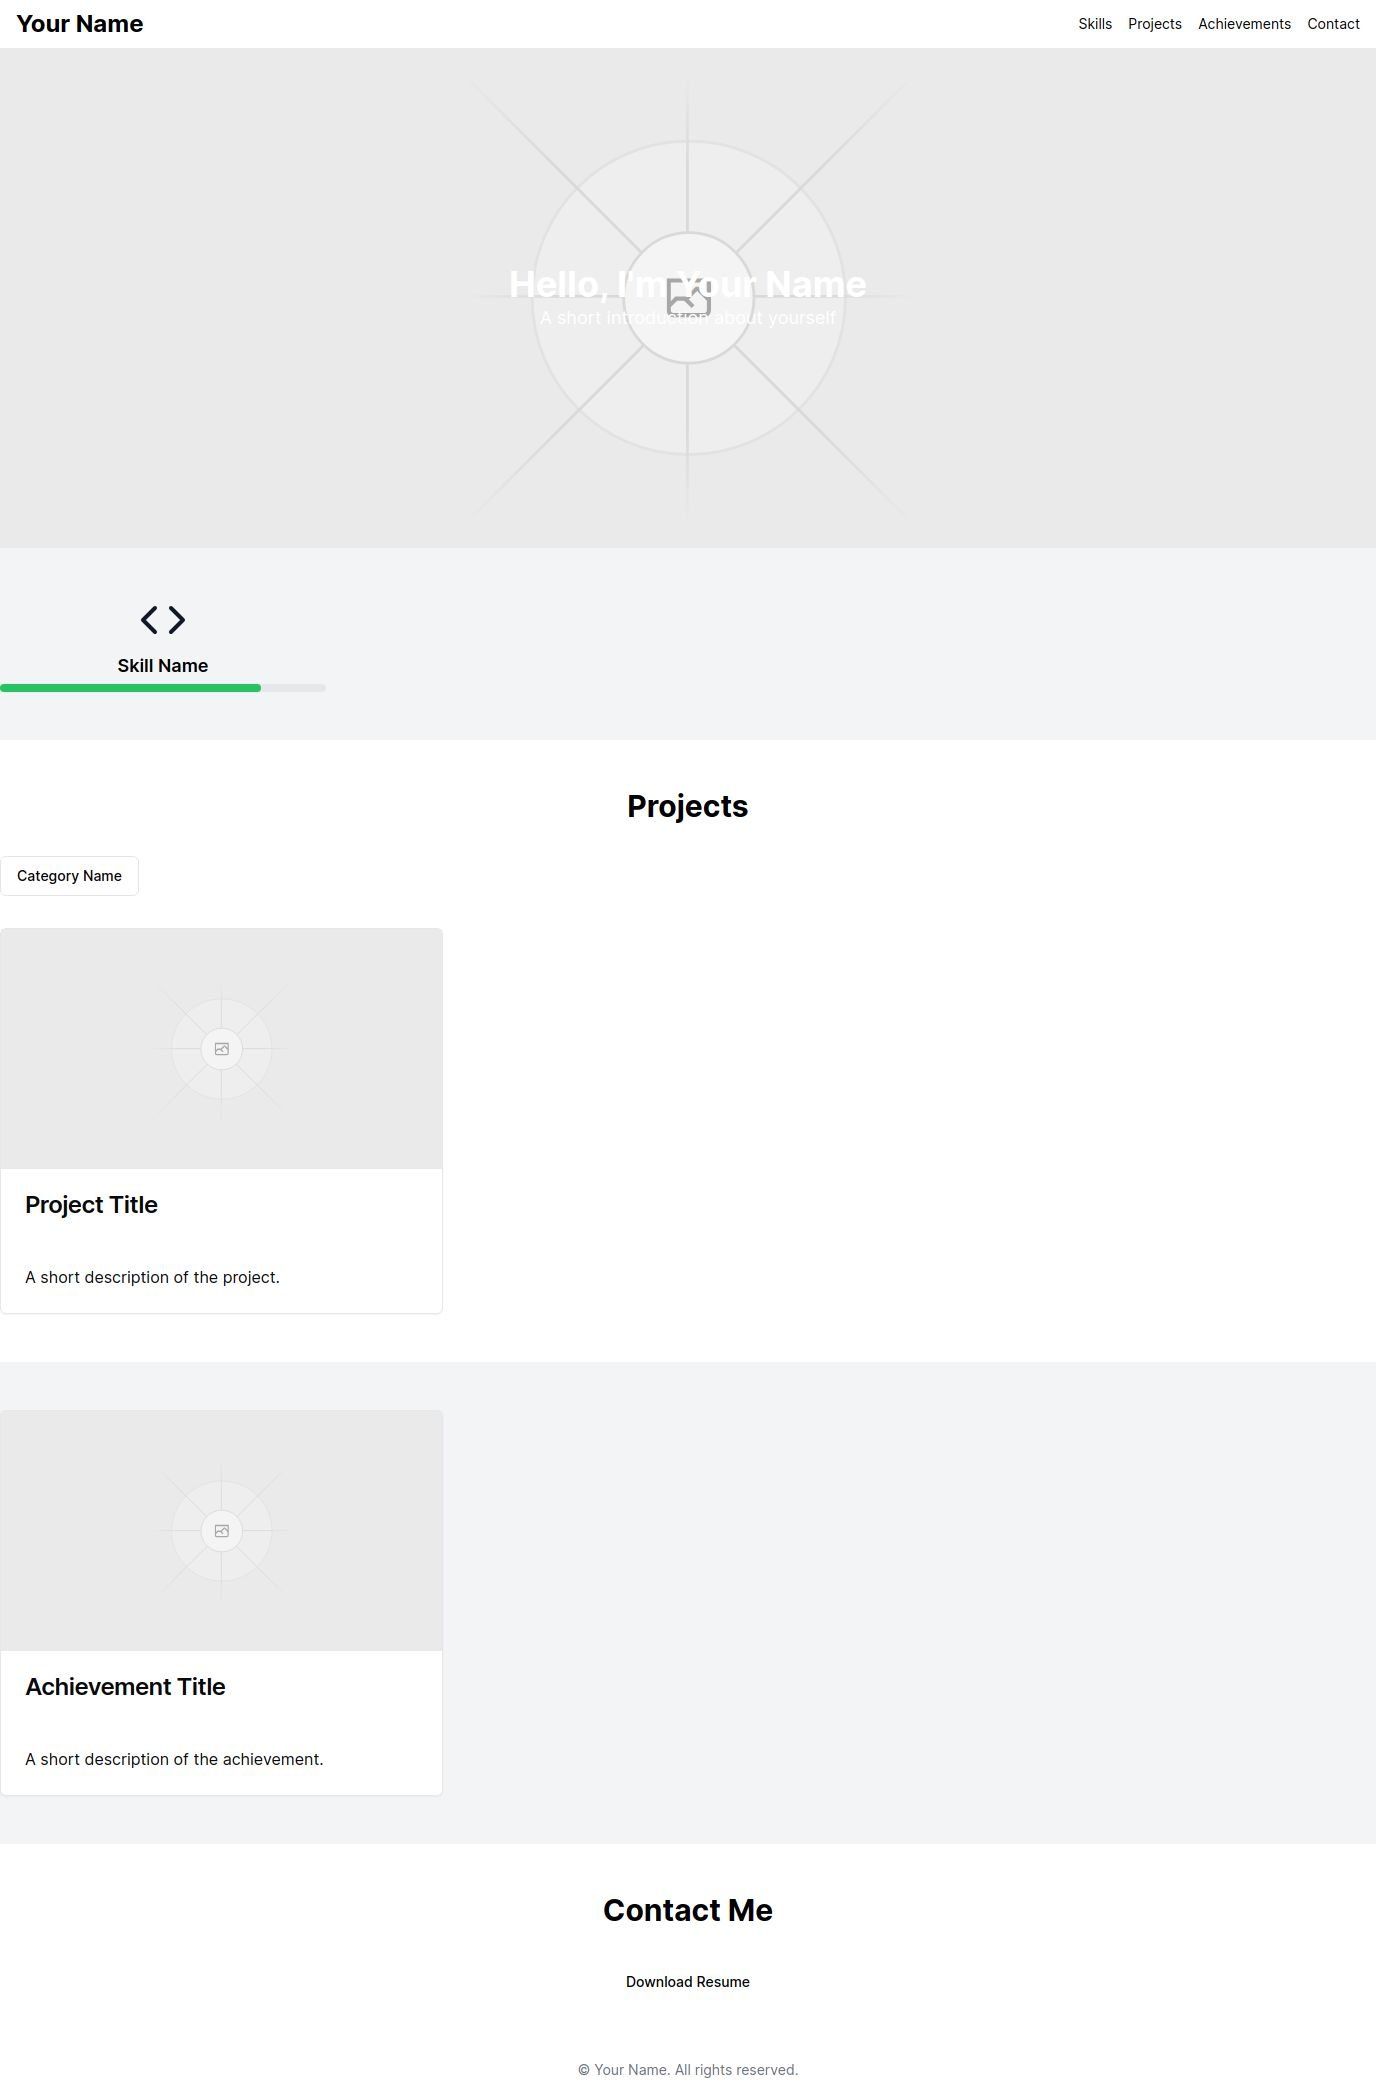 Your Name
Skills Projects Achievements Contact
Hello, I'm Your Name
A short introduction about yourself
Skill Name
Projects
Category Name
Project Title
A short description of the project.
Achievement Title
A short description of the achievement.
Contact Me
Download Resume
© Your Name. All rights reserved.